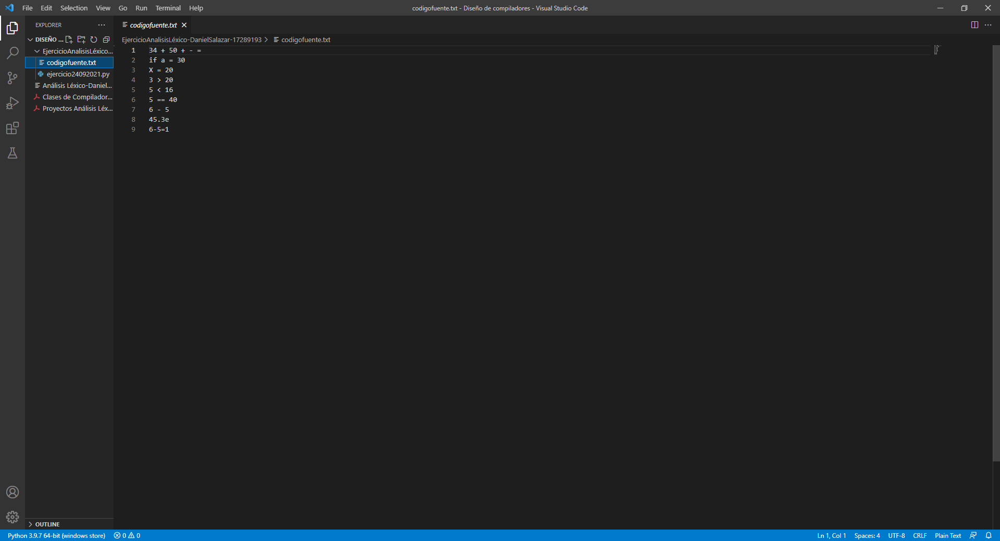 File Edit Selection View Go Run Terminal Help
codigofuente.txt - Diseño de compiladores - Visual Studio Code
EXPLORER
DISEÑO ...
EjercicioAnalisisLéxico...
codigofuente.txt
ejercicio24092021.py
Análisis Léxico-Daniel...
Clases de Compilador...
Proyectos Análisis Léx...
OUTLINE
codigofuente.txt
EjercicioAnalisisLéxico-DanielSalazar-17289193 > codigofuente.txt
1 34 + 50 + - =
2 if a = 30
3 X = 20
4 3 > 20
5 5 < 16
6 5 == 40
7 6 - 5
8 45.3e
9 6-5=1
Python 3.9.7 64-bit (windows store) 0 0 Ln 1, Col 1 Spaces: 4 UTF-8 CRLF Plain Text